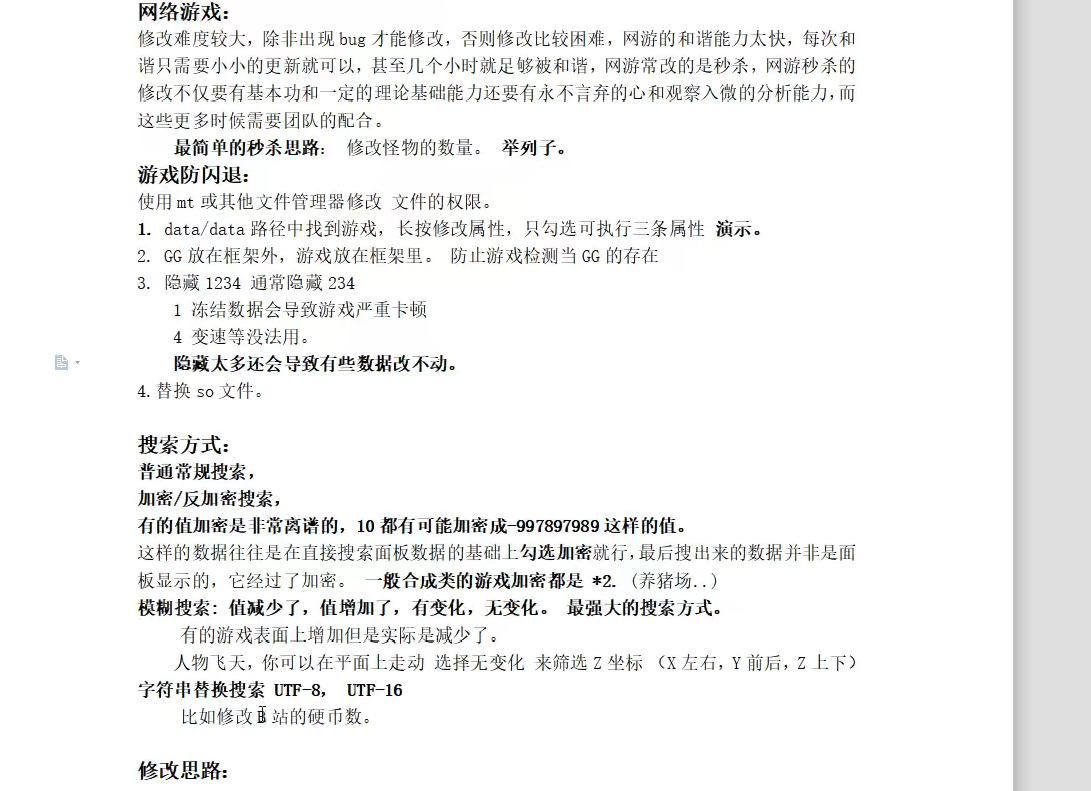 网络游戏：
修改难度较大，除非出现 bug 才能修改，否则修改比较困难，网游的和谐能力太快，每次和
谐只需要小小的更新就可以，甚至几个小时就足够被和谐，网游常改的是秒杀，网游秒杀的
修改不仅要有基本功和一定的理论基础能力还要有永不言弃的心和观察入微的分析能力，而
这些更多时候需要团队的配合。
最简单的秒杀思路： 修改怪物的数量。 举列子。
游戏防闪退：
使用 mt 或其他文件管理器修改 文件的权限。
1. data/data 路径中找到游戏，长按修改属性，只勾选可执行三条属性 演示。
2. GG 放在框架外，游戏放在框架里。 防止游戏检测当 GG 的存在
3. 隐藏 1234 通常隐藏 234
1 冻结数据会导致游戏严重卡顿
4 变速等没法用。
隐藏太多还会导致有些数据改不动。
4. 替换 so 文件。
搜索方式：
普通常规搜索，
加密/反加密搜索，
有的值加密是非常离谱的，10 都有可能加密成-997897989 这样的值。
这样的数据往往是在直接搜索面板数据的基础上勾选加密就行，最后搜出来的数据并非是面
板显示的，它经过了加密。 一般合成类的游戏加密都是 *2. （养猪场..）
模糊搜索：值减少了，值增加了，有变化，无变化。 最强大的搜索方式。
有的游戏表面上增加但是实际是减少了。
人物飞天，你可以在平面上走动 选择无变化 来筛选 Z 坐标 （X 左右，Y 前后，Z 上下）
字符串替换搜索 UTF-8， UTF-16
比如修改 B 站的硬币数。
修改思路：